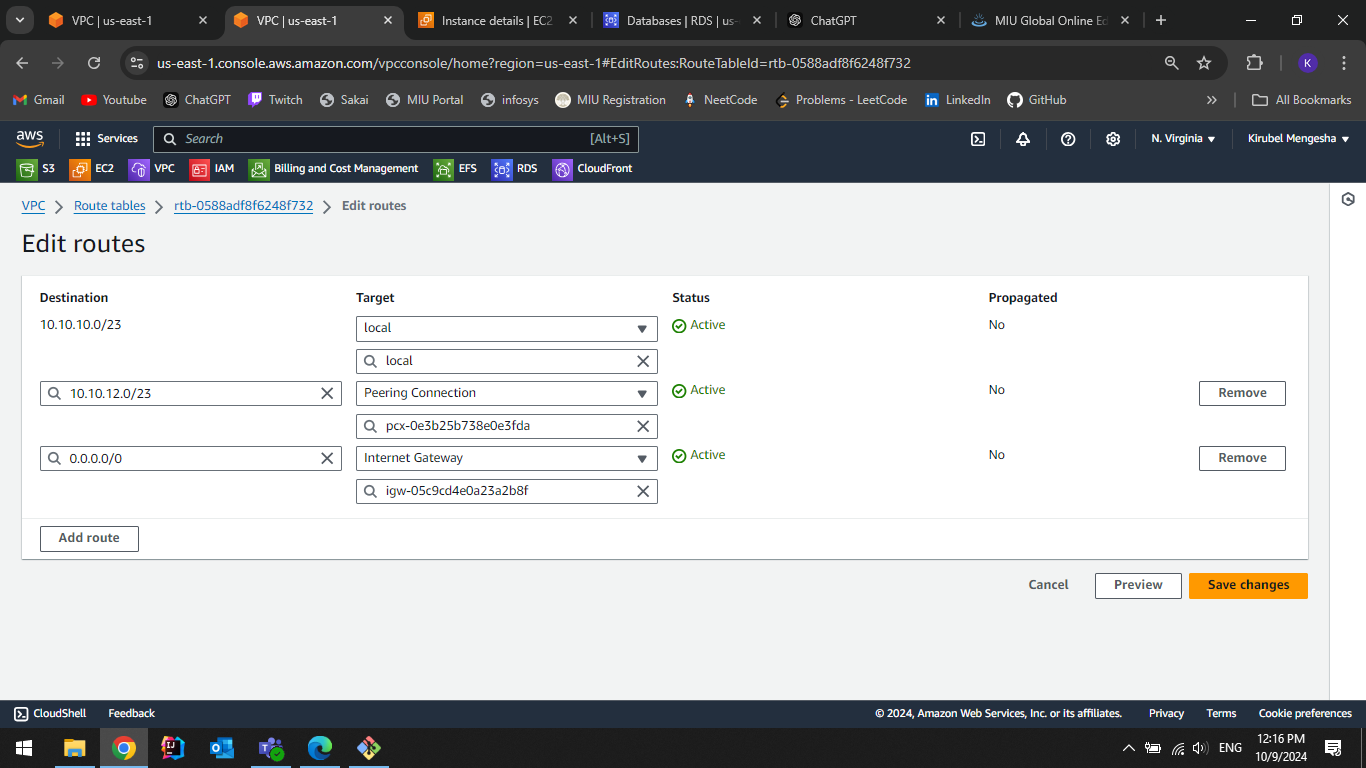 VPC | us-east-1
VPC | us-east-1
Instance details | EC2
Databases | RDS | us-
ChatGPT
MIU Global Online Ed
us-east-1.console.aws.amazon.com/vpcconsole/home?region=us-east-1#EditRoutes:RouteTableId=rtb-0588adf8f6248f732
K
Gmail
Youtube
ChatGPT
Twitch
Sakai
MIU Portal
infosys
MIU Registration
NeetCode
Problems - LeetCode
LinkedIn
GitHub
All Bookmarks
aws
Services
Search
[Alt+S]
N. Virginia
Kirubel Mengesha
S3
EC2
VPC
IAM
Billing and Cost Management
EFS
RDS
CloudFront
VPC
Route tables
rtb-0588adf8f6248f732
Edit routes
Edit routes
Destination
Target
Status
Propagated
10.10.10.0/23
local
Active
No
local
10.10.12.0/23
Peering Connection
Active
No
Remove
pcx-0e3b25b738e0e3fda
0.0.0.0/0
Internet Gateway
Active
No
Remove
igw-05c9cd4e0a23a2b8f
Add route
Cancel
Preview
Save changes
CloudShell
Feedback
© 2024, Amazon Web Services, Inc. or its affiliates.
Privacy
Terms
Cookie preferences
ENG
12:16 PM
10/9/2024